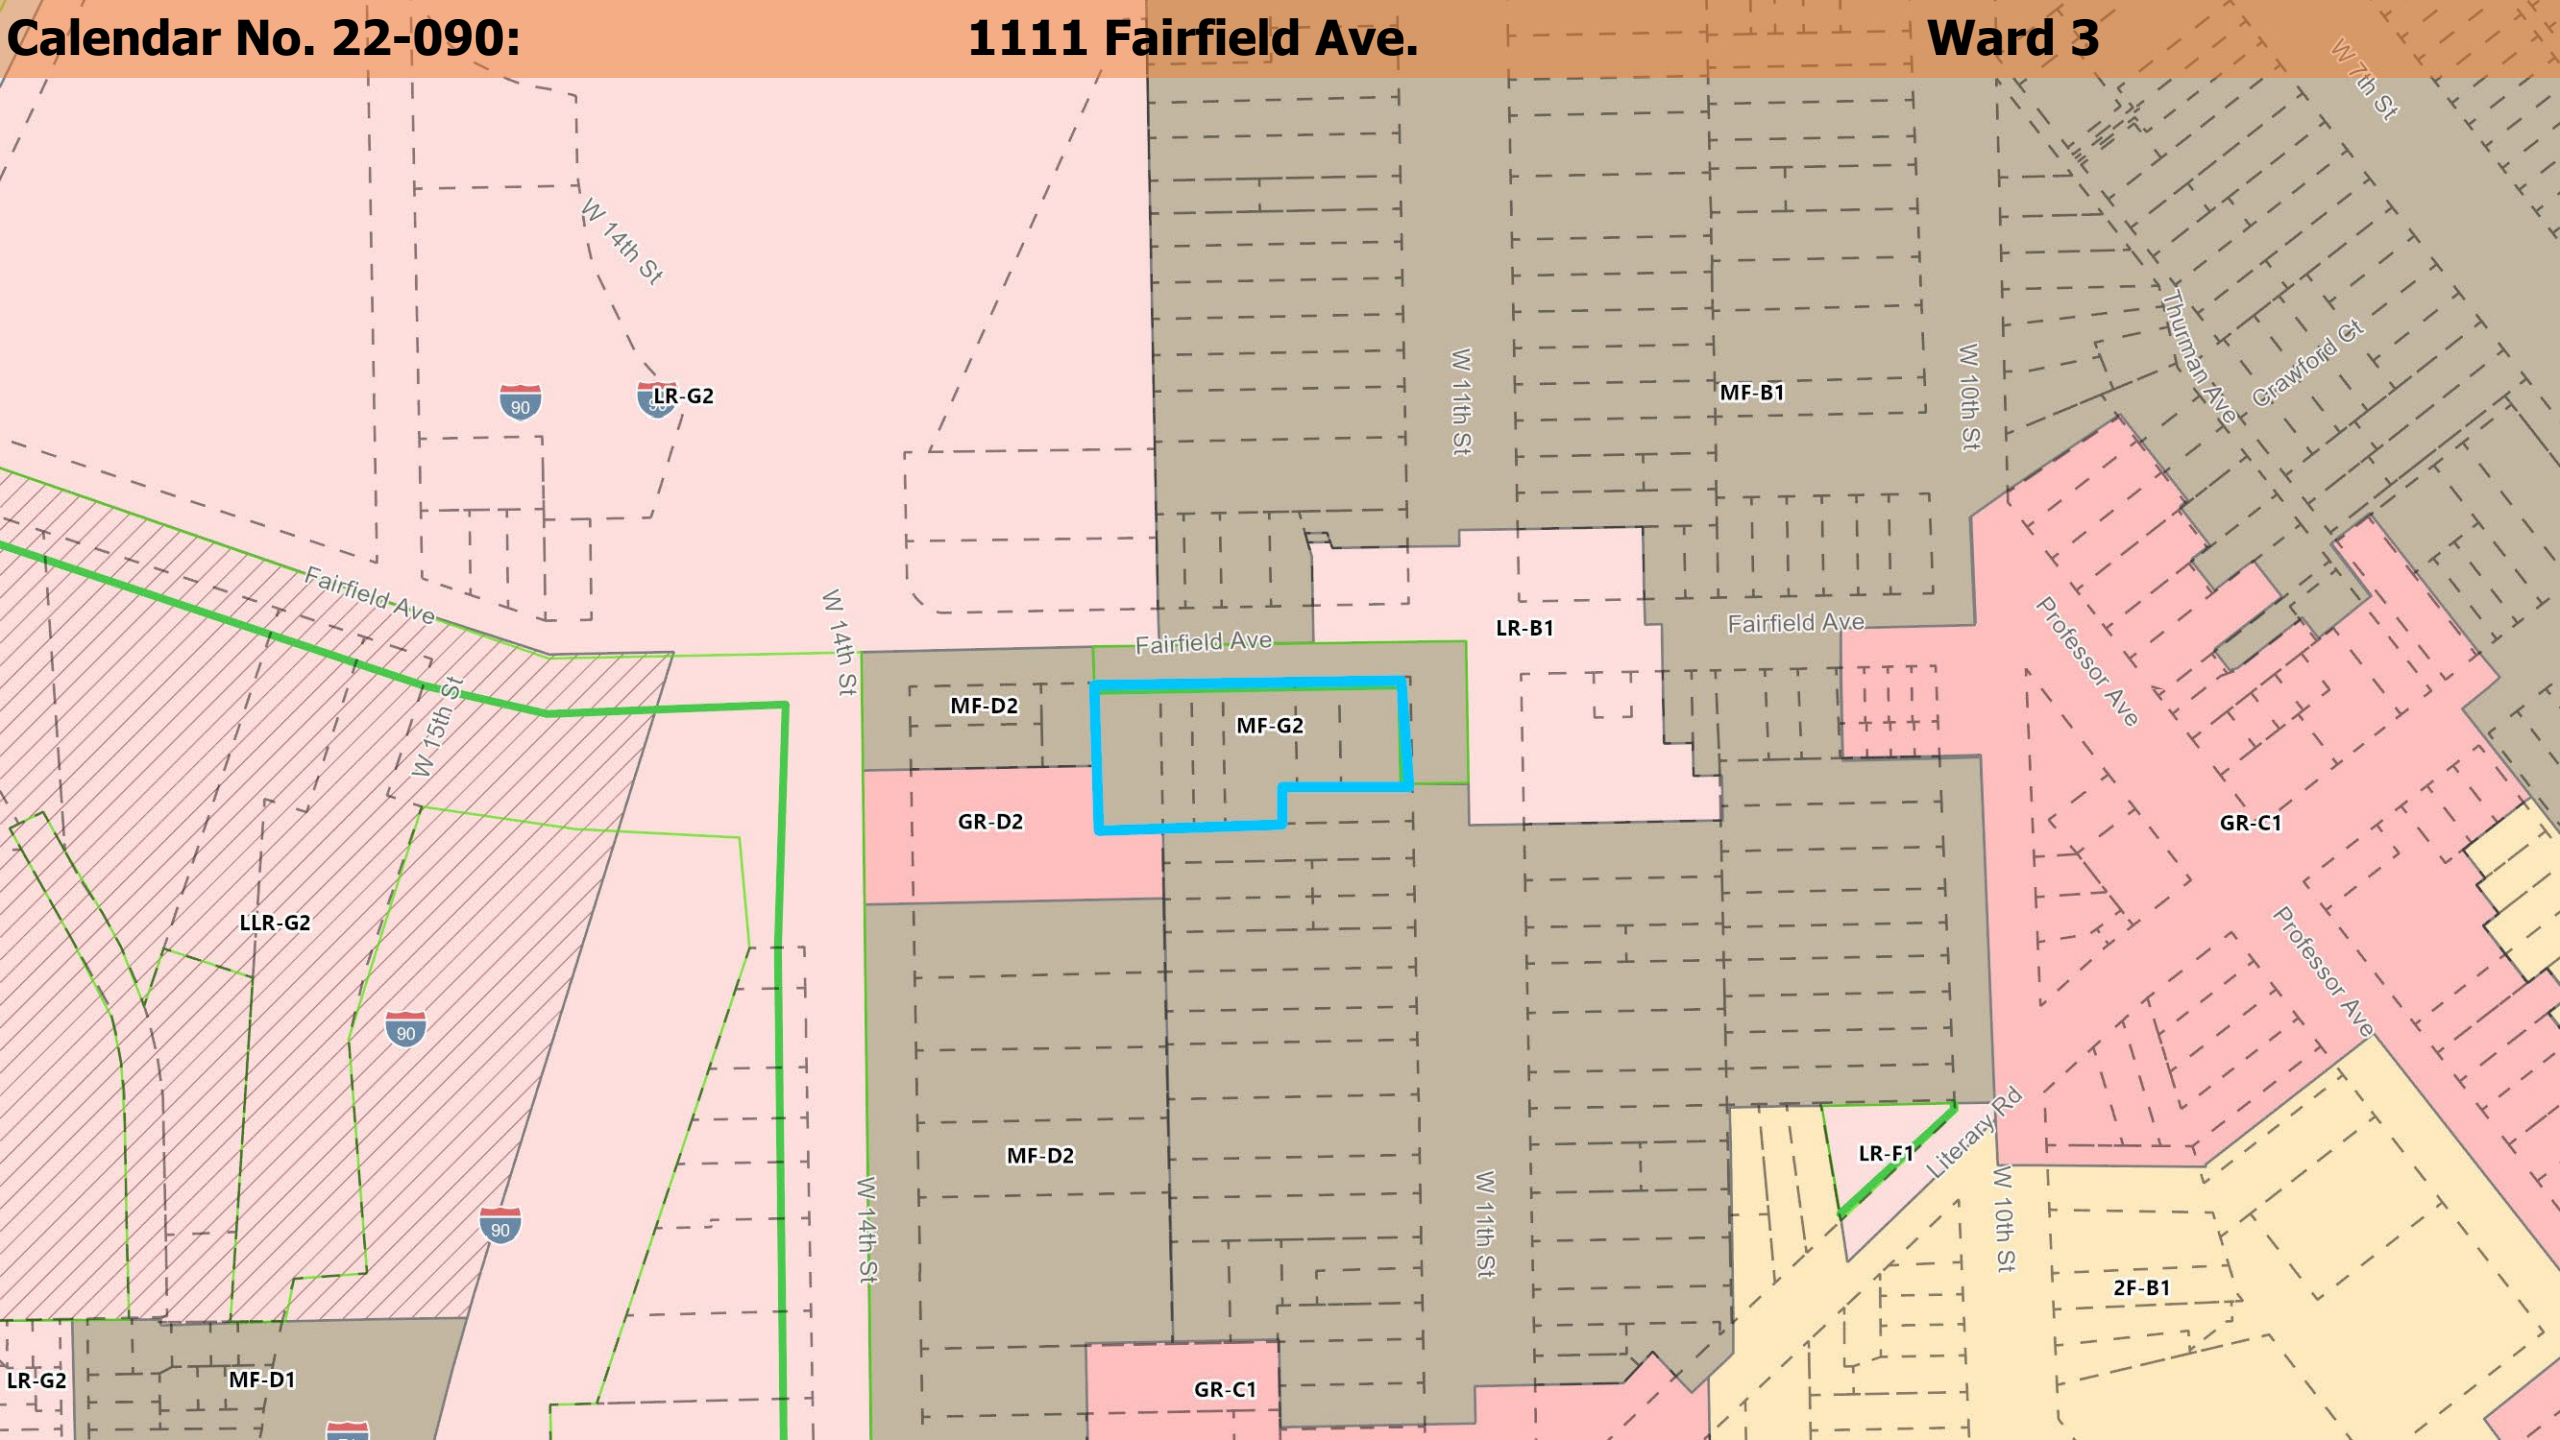 Calendar No. 22-090:
1111 Fairfield Ave.
Ward 3
W 7th St
W 14th St
90
LR-G2
W 11th St
MF-B1
W 10th St
Thurman Ave
Crawford Ct
Fairfield Ave
W 14th St
Fairfield Ave
LR-B1
Fairfield Ave
Professor Ave
W 15th St
MF-D2
MF-G2
GR-D2
GR-C1
LLR-G2
Professor Ave
90
90
MF-D2
W 14th St
W 11th St
LR-F1
Literary Rd
W 10th St
2F-B1
LR-G2
MF-D1
GR-C1